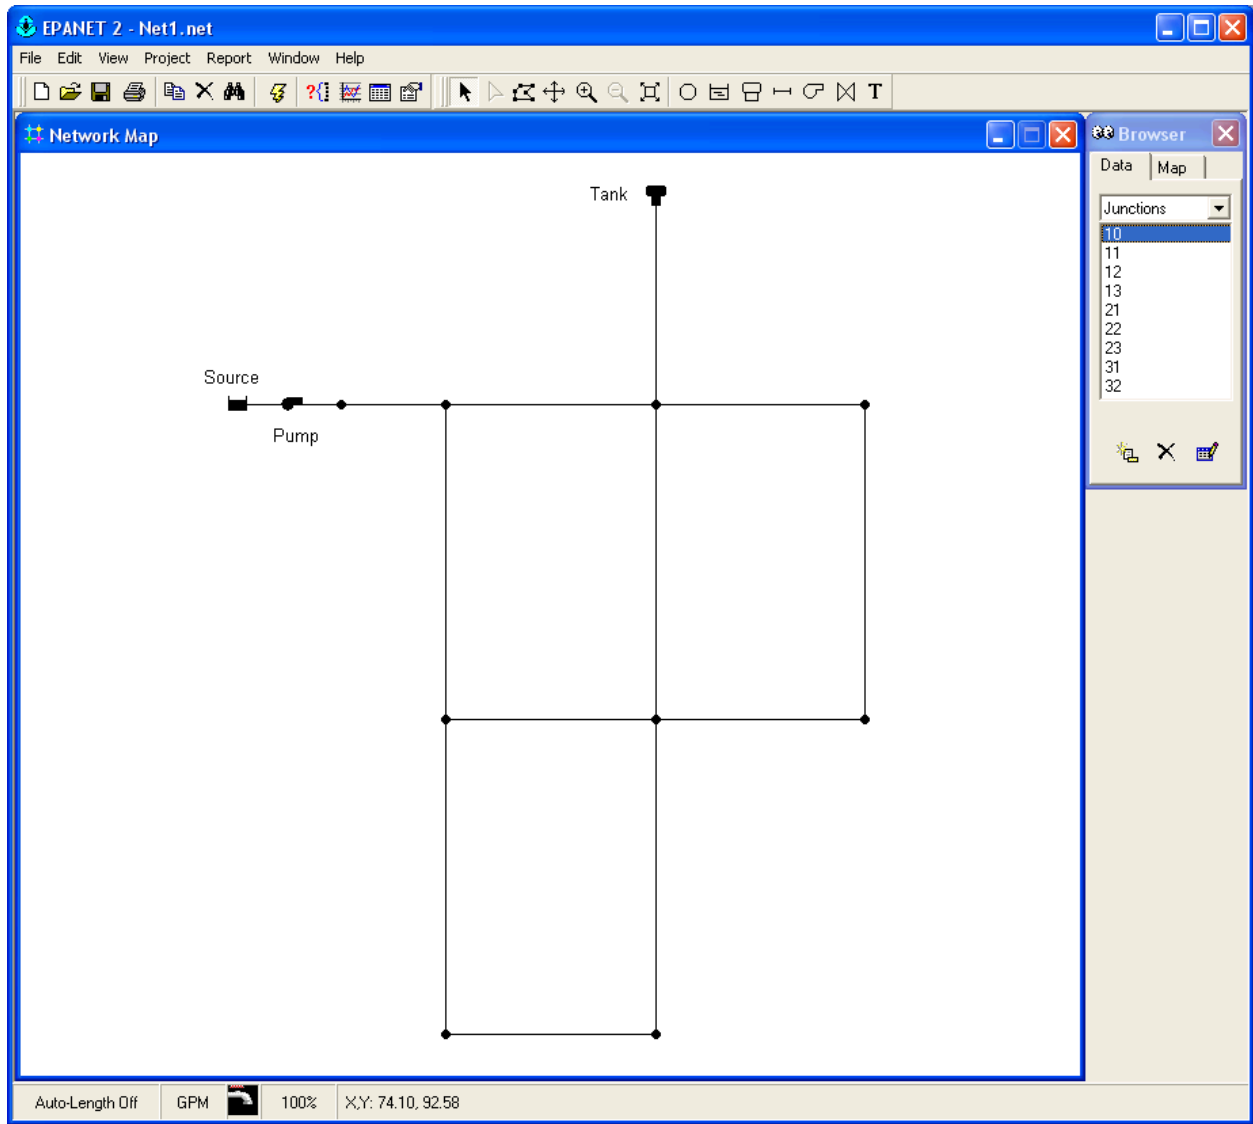 EPANET 2 - Net1.net
File Edit View Project Report Window Help
?{} T
Network Map
Browser
Data Map
Junctions
10
11
12
13
21
22
23
31
32
Tank
Source
Pump
Auto-Length Off GPM 100% X,Y: 74.10, 92.58